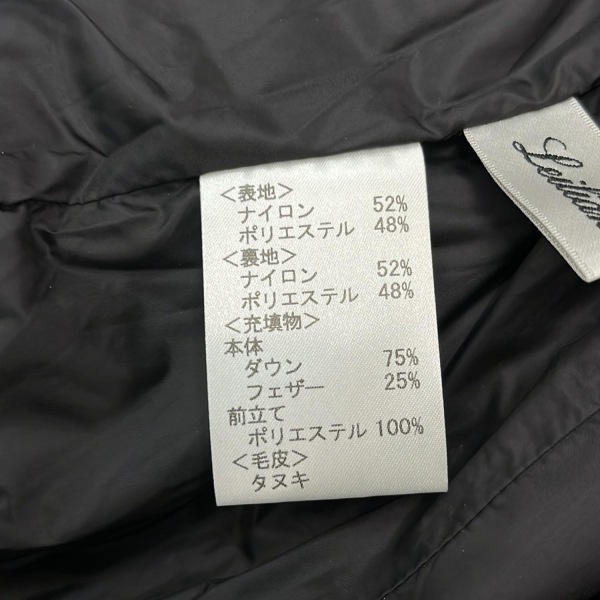 <表地>
ナイロン 52%
ポリエステル 48%
<裏地>
ナイロン 52%
ポリエステル 48%
<充填物>
本体
ダウン 75%
フェザー 25%
前立て
ポリエステル 100%
<毛皮>
タヌキ